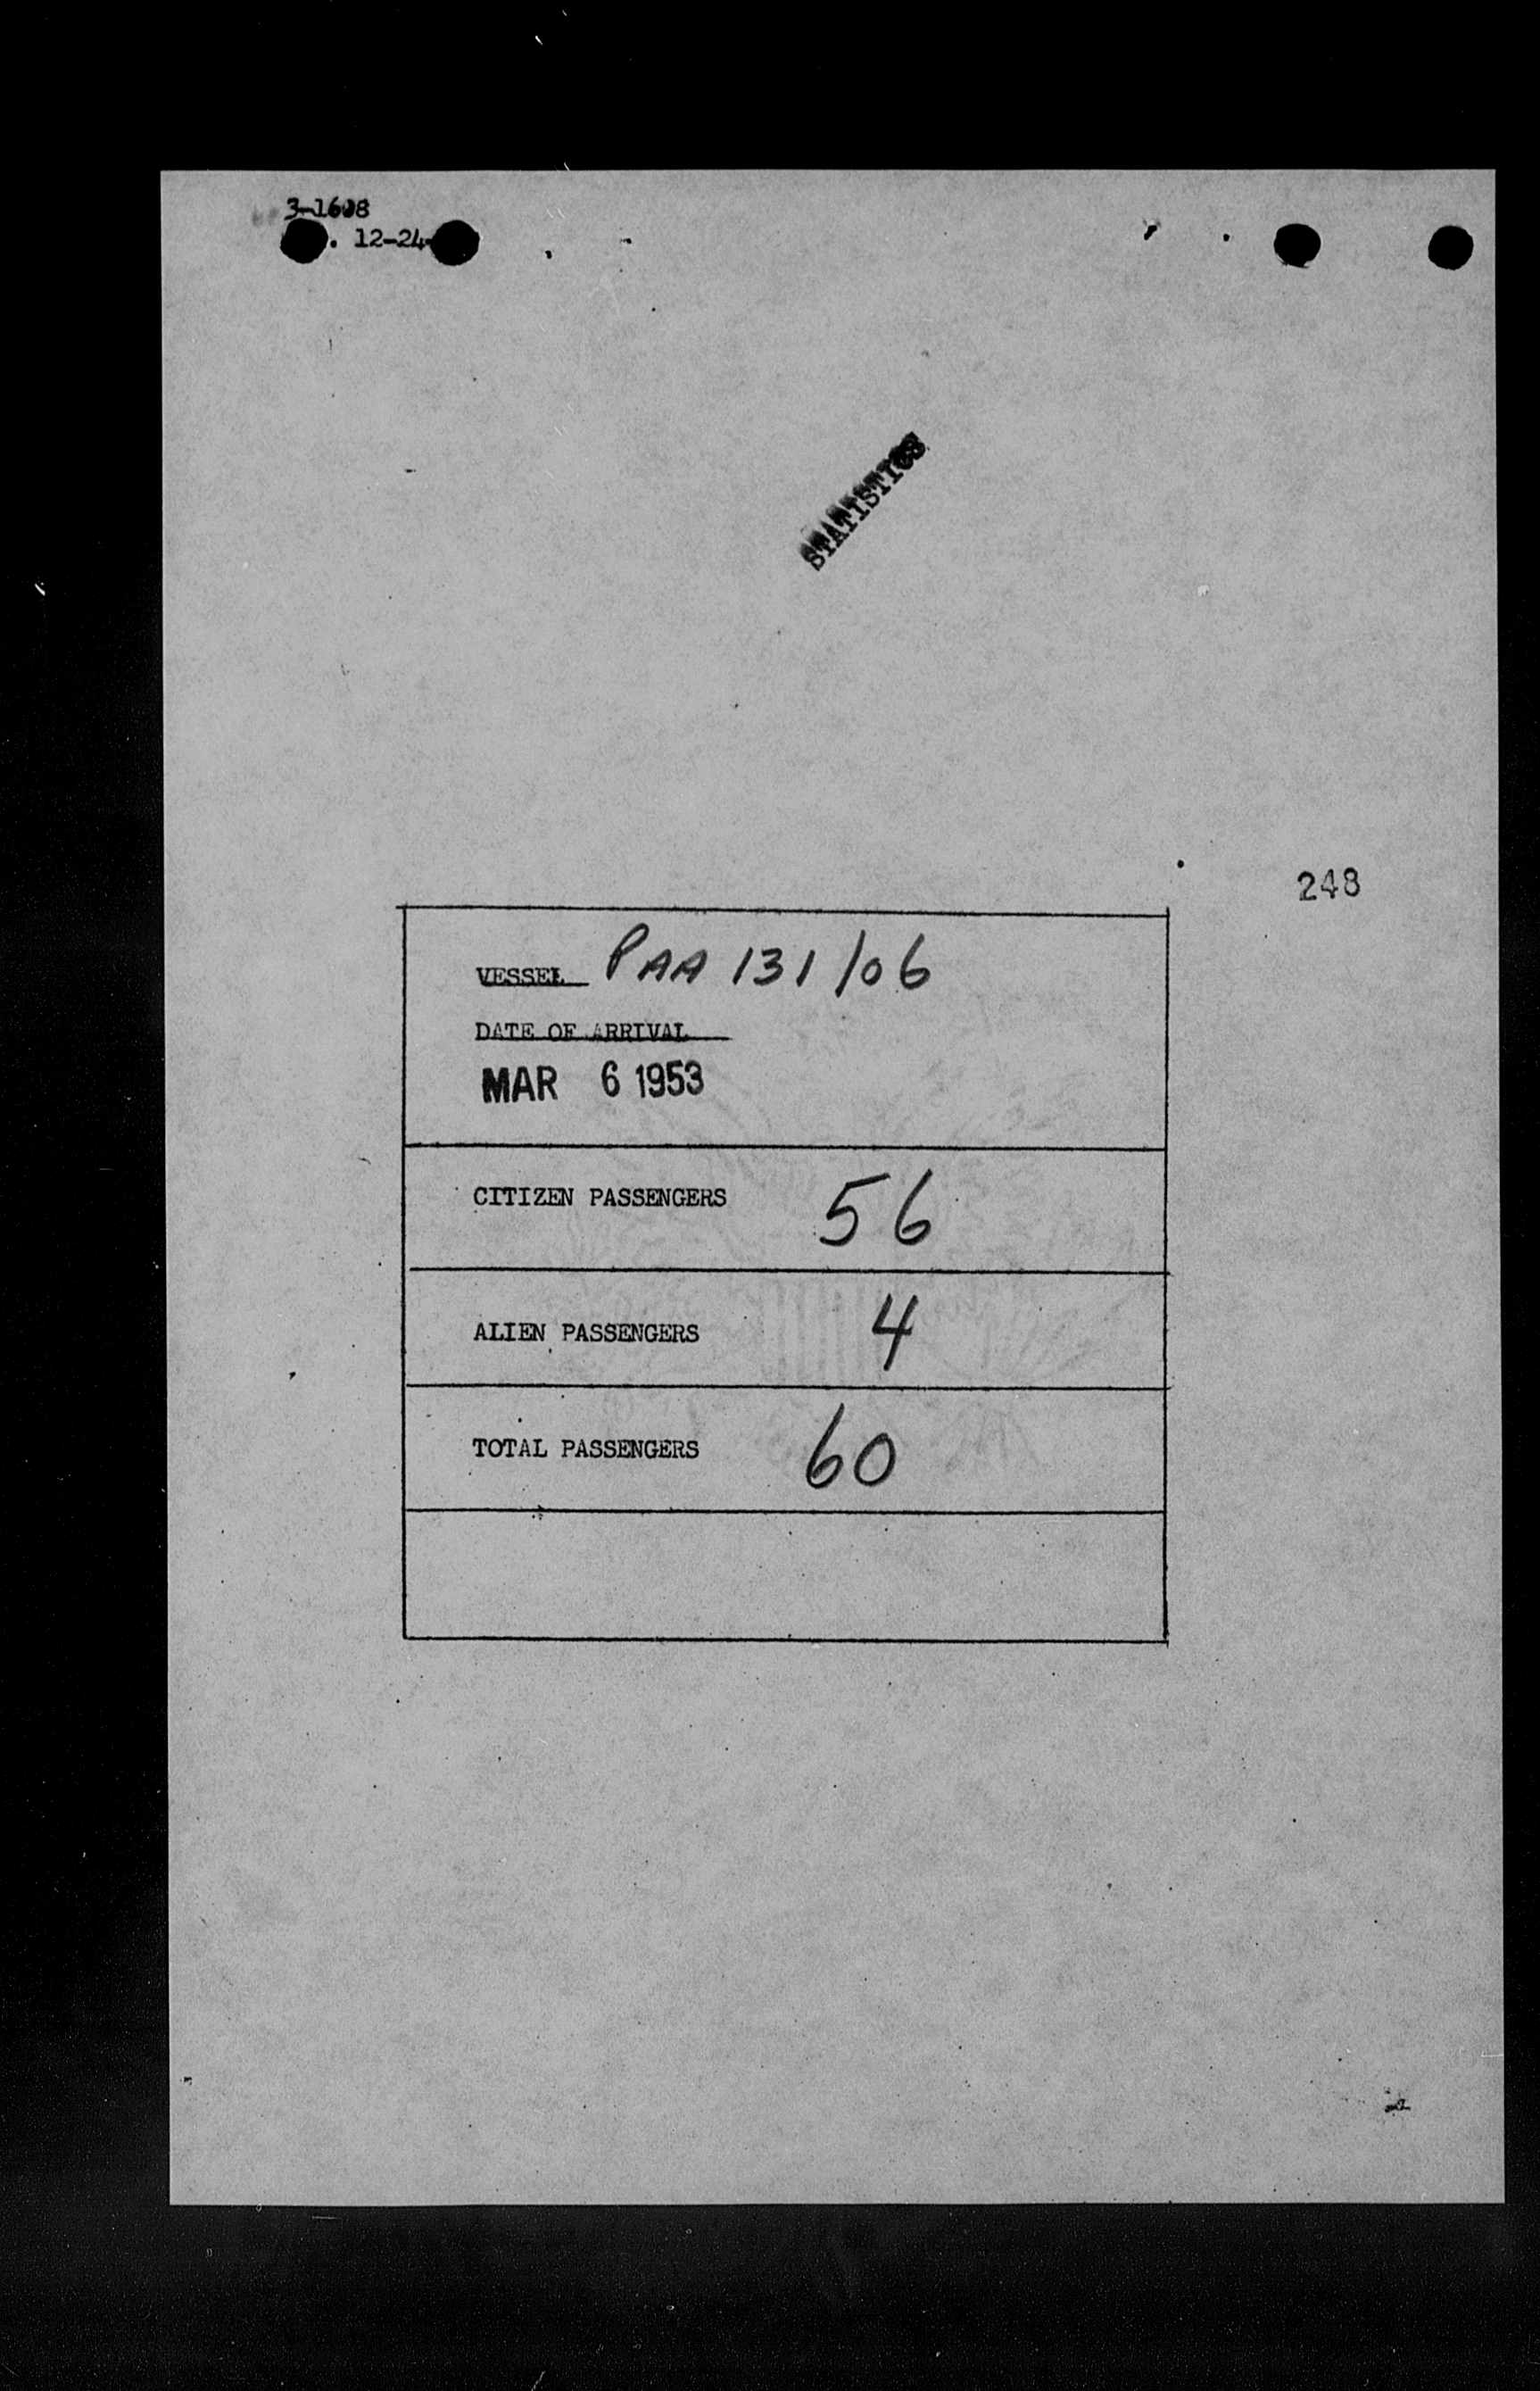 3-1608
. 12-24-
STATISTICS
248
VESSEL PAA 131/06
DATE OF ARRIVAL
MAR 6 1953
CITIZEN PASSENGERS 56
ALIEN PASSENGERS 4
TOTAL PASSENGERS 60